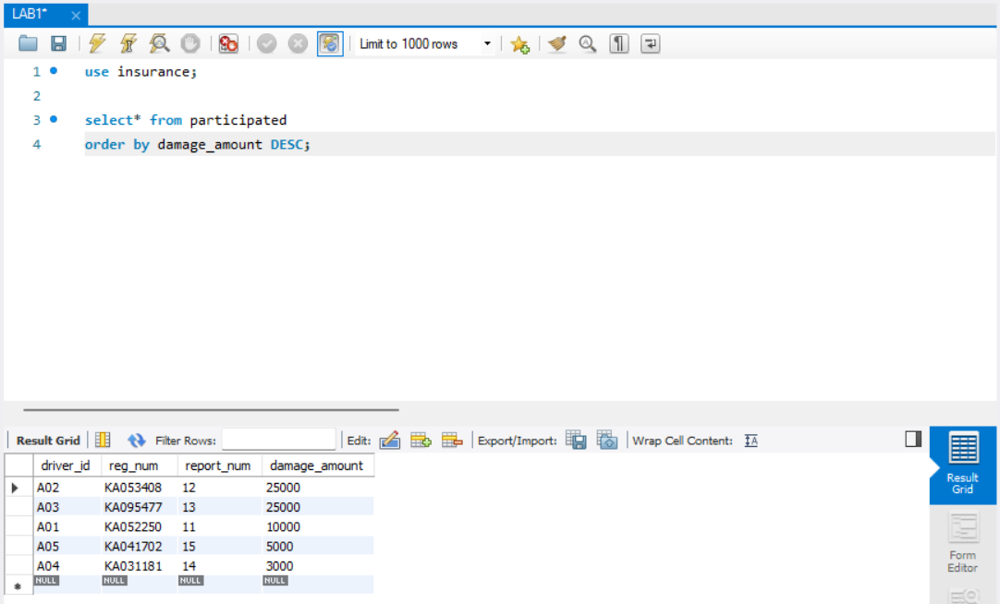 LAB1*
Limit to 1000 rows
1 use insurance;
2
3 select* from participated
4 order by damage_amount DESC;
Result Grid Filter Rows: Edit: Export/Import: Wrap Cell Content:
driver_id reg_num report_num damage_amount
A02 KA053408 12 25000
A03 KA095477 13 25000
A01 KA052250 11 10000
A05 KA041702 15 5000
A04 KA031181 14 3000
NULL NULL NULL NULL
Result
Grid
Form
Editor